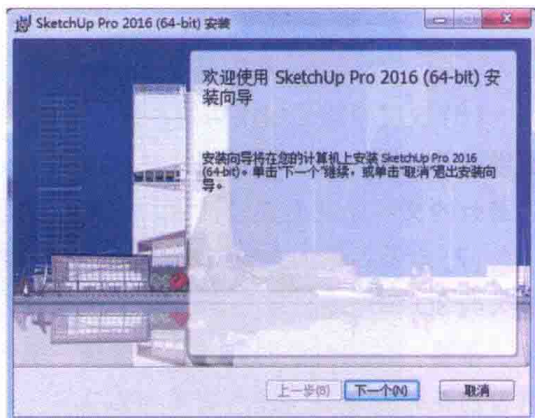 SketchUp Pro 2016 (64-bit) 安装
欢迎使用 SketchUp Pro 2016 (64-bit) 安
装向导
安装向导将在您的计算机上安装 SketchUp Pro 2016
(64-bit)。单击"下一个"继续，或单击"取消"退出安装向
导。
上一步(B) 下一个(N) 取消